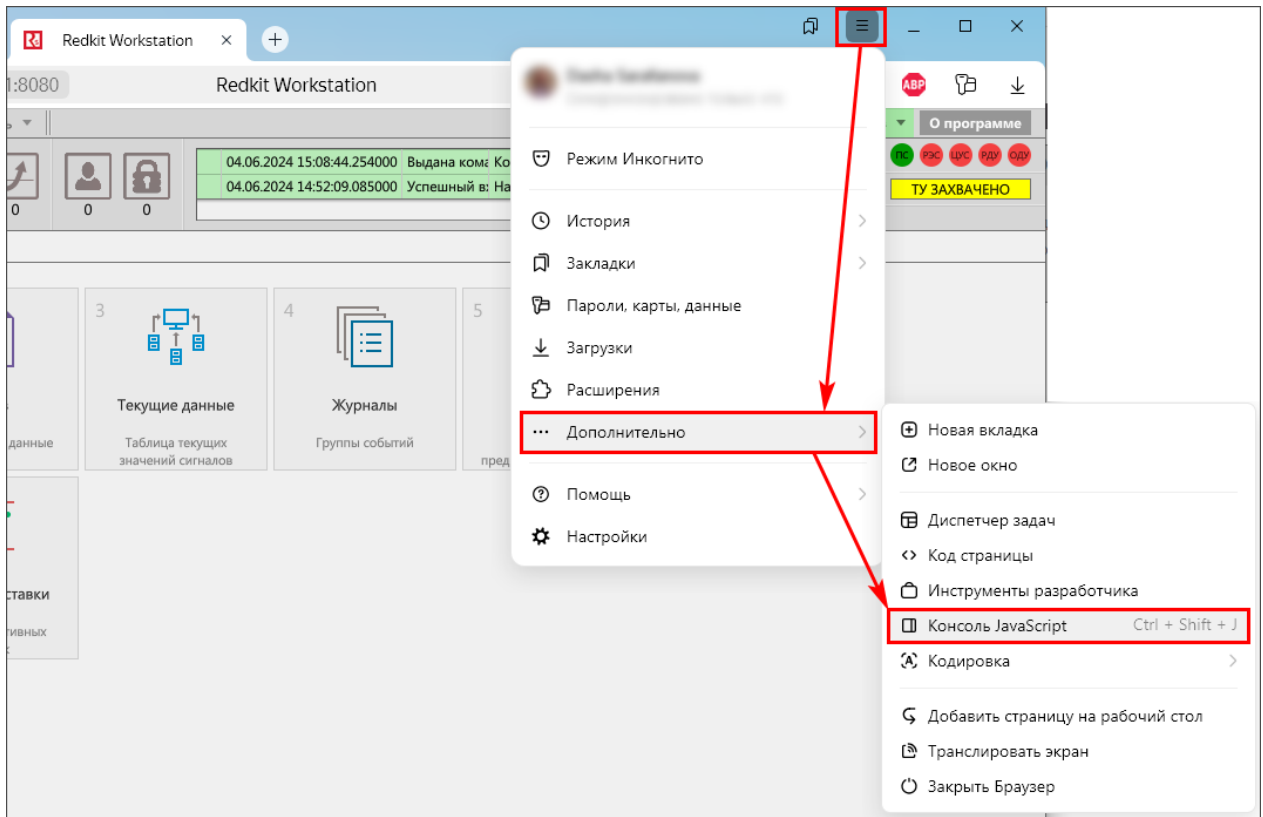 Redkit Workstation
1:8080
Redkit Workstation
ABP
О программе
04.06.2024 15:08:44.254000 Выдана кома Ко
04.06.2024 14:52:09.085000 Успешный в: На
ПС РЭС ЦУС РДУ ОДУ
ТУ ЗАХВАЧЕНО
0
0
0
Режим Инкогнито
История
Закладки
Пароли, карты, данные
Загрузки
Расширения
Дополнительно
Помощь
Настройки
3
Текущие данные
Таблица текущих
значений сигналов
4
Журналы
Группы событий
5
пред
данные
ставки
тивных
Новая вкладка
Новое окно
Диспетчер задач
Код страницы
Инструменты разработчика
Консоль JavaScript Ctrl + Shift + J
Кодировка
Добавить страницу на рабочий стол
Транслировать экран
Закрыть Браузер